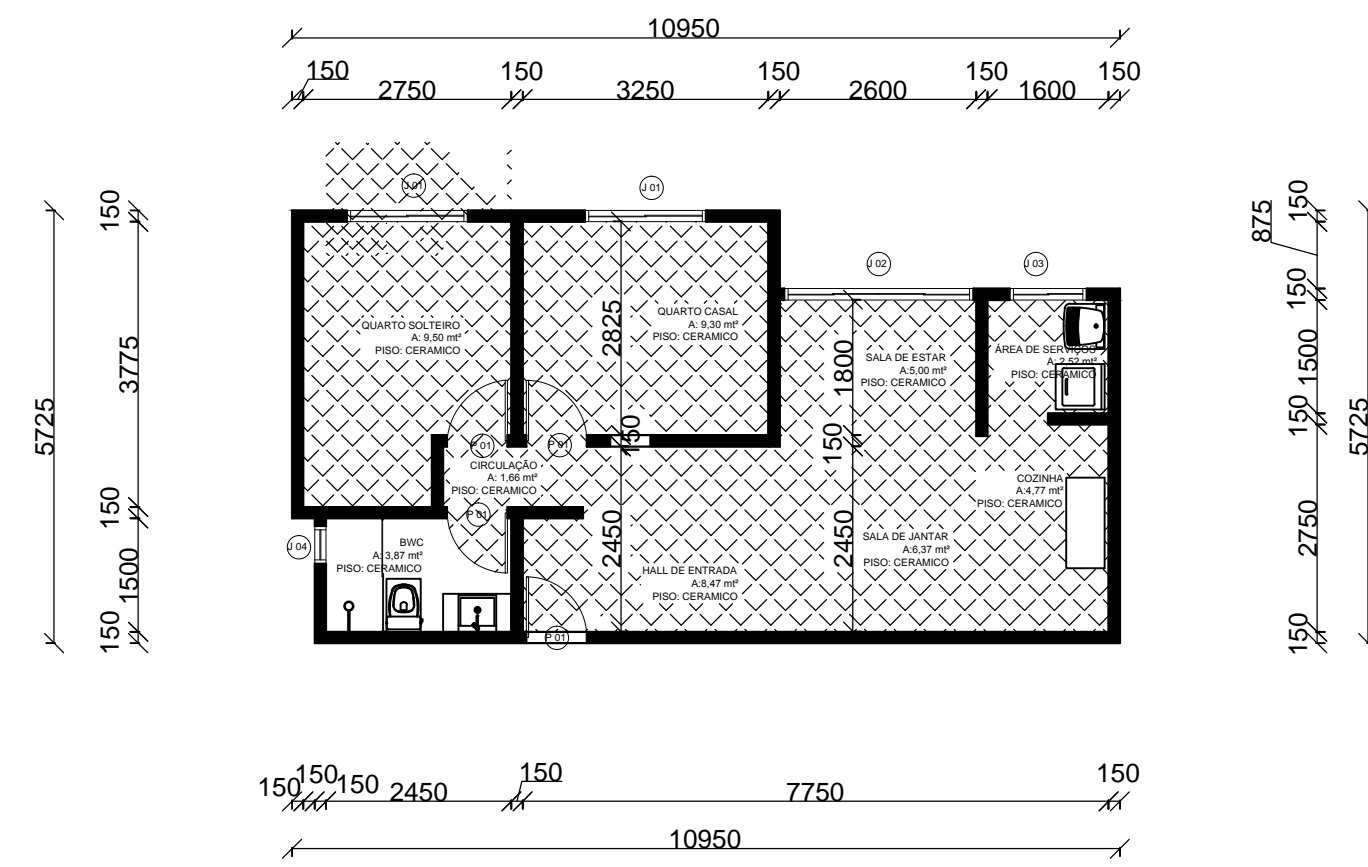 10950
150
150
150
150
150
2750
3250
2600
1600
J 01
J 01
J 02
J 03
5725
150
3775
150
1500
150
875
150
150
1500
150
2750
150
5725
QUARTO SOLTEIRO
A: 9,50 mt²
PISO: CERAMICO
QUARTO CASAL
A: 9,30 mt²
PISO: CERAMICO
2825
150
2450
1800
150
2450
SALA DE ESTAR
A:5,00 mt²
PISO: CERAMICO
ÁREA DE SERVIÇOS
A: 2,52 mt²
PISO: CERAMICO
P 01
P 01
CIRCULAÇÃO
A: 1,66 mt²
PISO: CERAMICO
P 01
COZINHA
A:4,77 mt²
PISO: CERAMICO
J 04
BWC
A: 3,87 mt²
PISO: CERAMICO
HALL DE ENTRADA
A:8,47 mt²
PISO: CERAMICO
SALA DE JANTAR
A:6,37 mt²
PISO: CERAMICO
P 01
150
150
150
2450
150
7750
150
10950